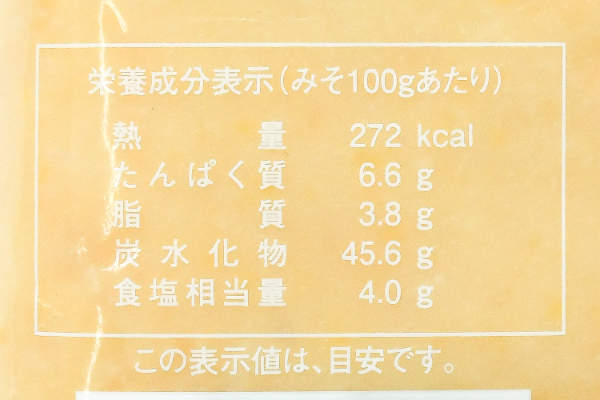 栄養成分表示(みそ100gあたり)
熱量 272 kcal
たんぱく質 6.6 g
脂質 3.8 g
炭水化物 45.6 g
食塩相当量 4.0 g
この表示値は、目安です。